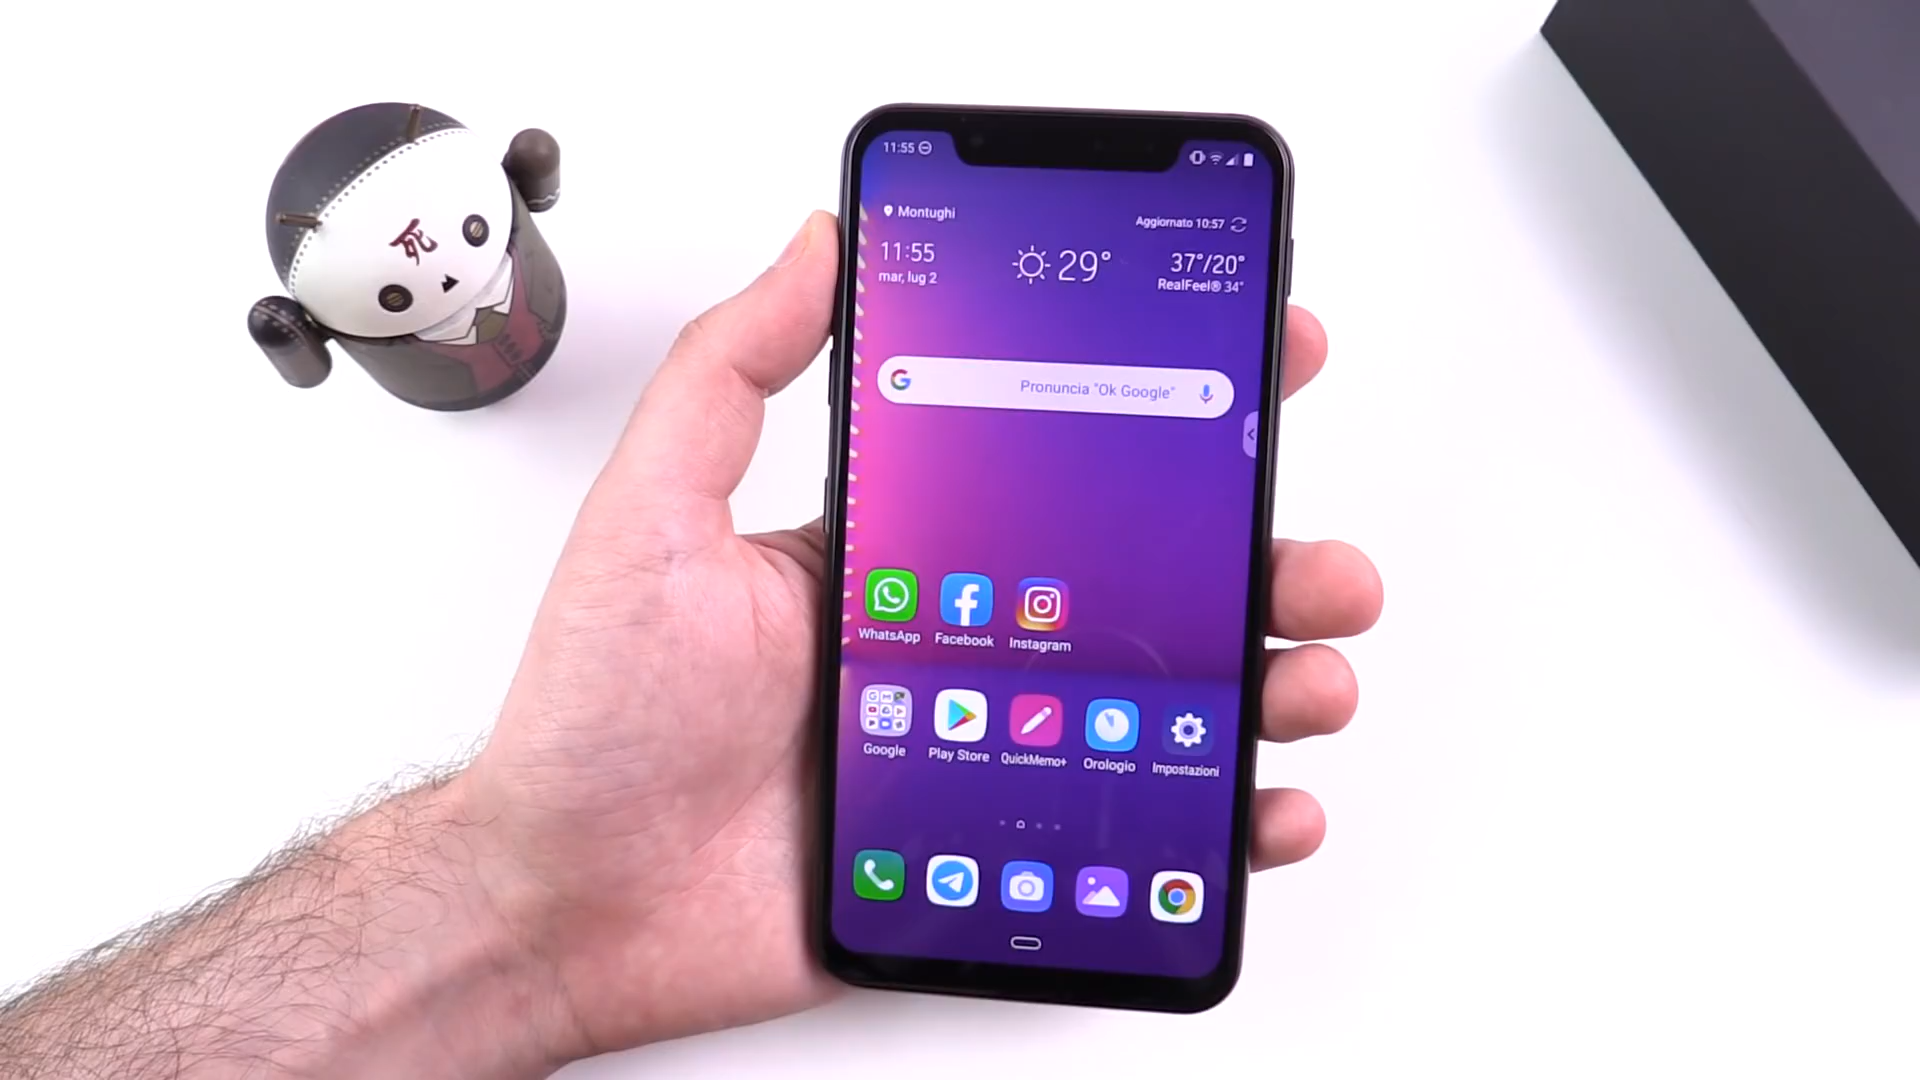 死
11:55
Montughi
Aggiornato 10:57
11:55
mar, lug 2
29°
37°/20°
RealFeel® 34°
G
Pronuncia "Ok Google"
WhatsApp
Facebook
Instagram
Google
Play Store
QuickMemo+
Orologio
Impostazioni